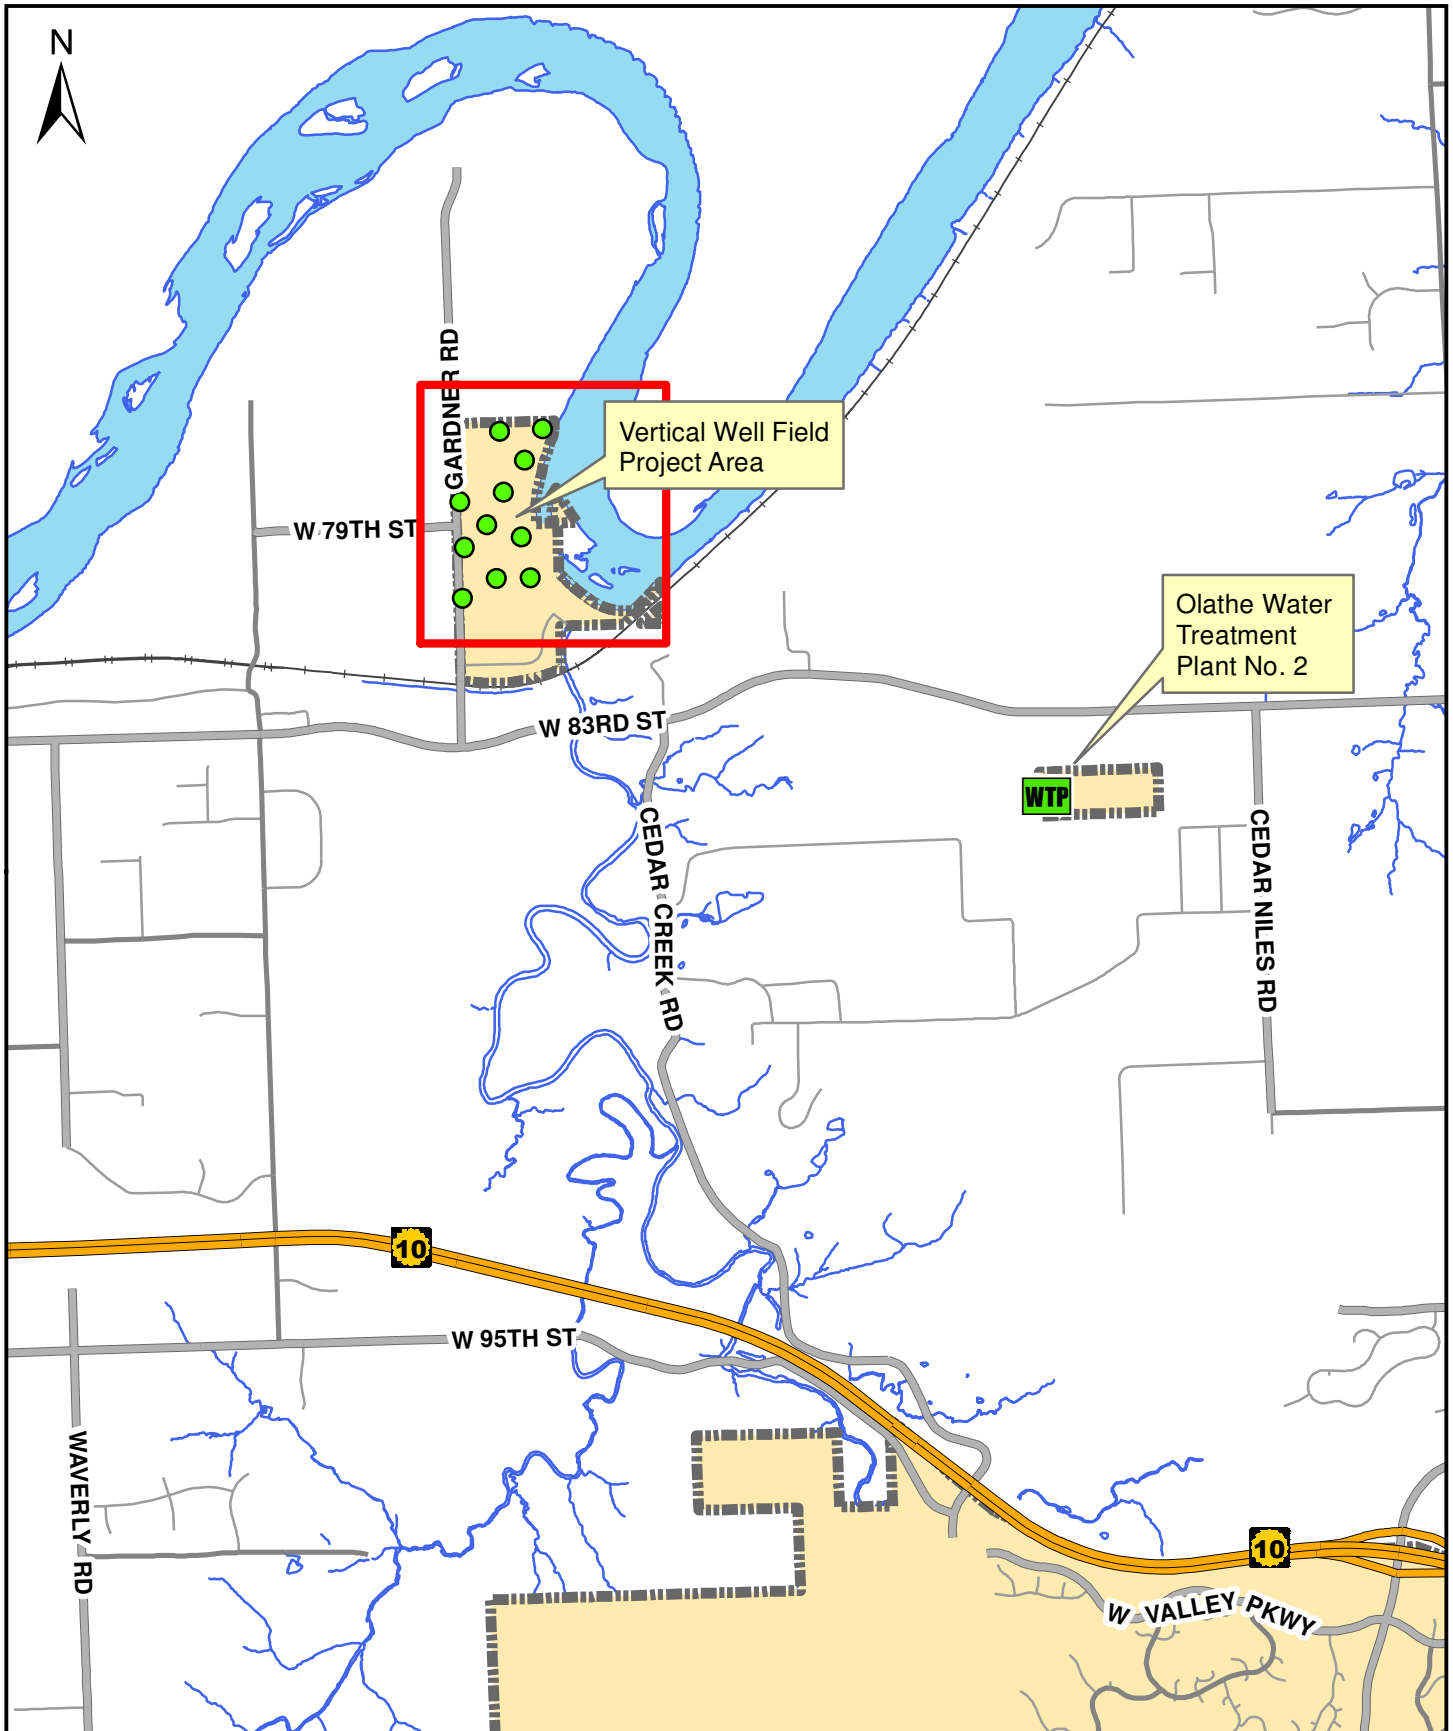 N
GARDNER RD
Vertical Well Field
Project Area
W 79TH ST
Olathe Water
Treatment
Plant No. 2
W 83RD ST
WTP
CEDAR CREEK RD
CEDAR NILES RD
10
W 95TH ST
WAVERLY RD
10
W VALLEY PKWY